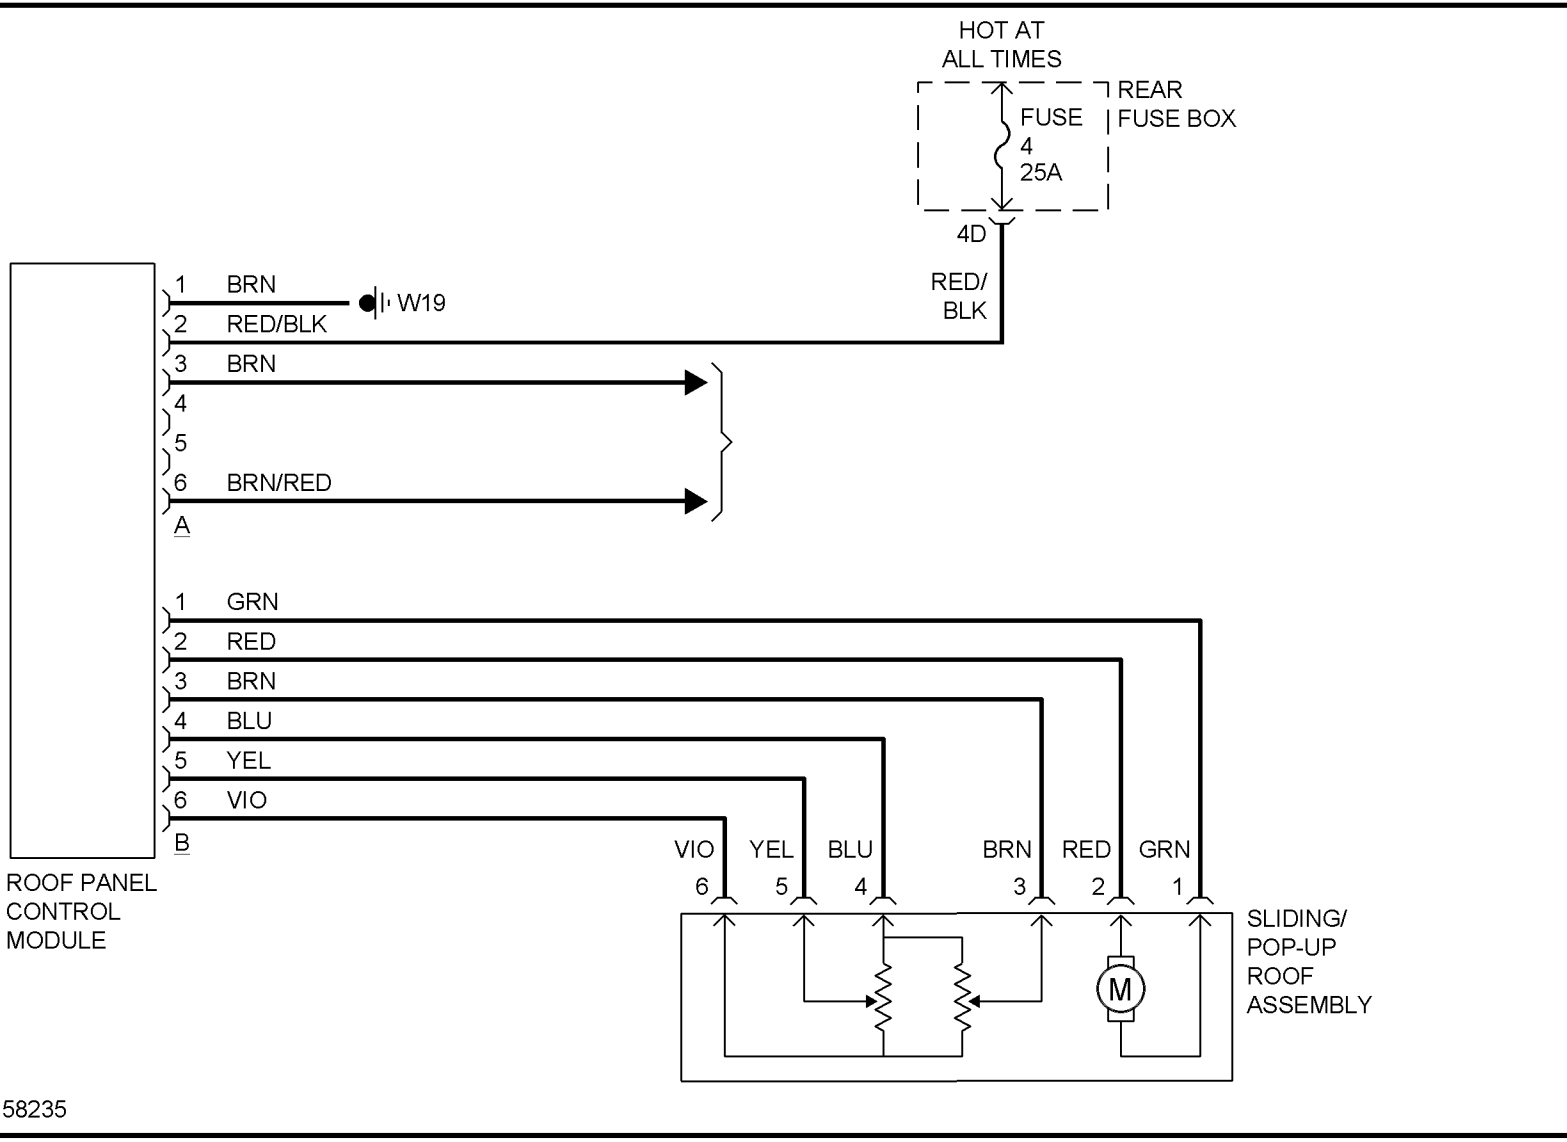 HOT AT
ALL TIMES
REAR
FUSE BOX
FUSE
4
25A
4D
RED/
BLK
1 BRN
W19
2 RED/BLK
3 BRN
4
5
6 BRN/RED
A
1 GRN
2 RED
3 BRN
4 BLU
5 YEL
6 VIO
B
ROOF PANEL
CONTROL
MODULE
VIO YEL BLU BRN RED GRN
6 5 4 3 2 1
SLIDING/
POP-UP
ROOF
ASSEMBLY
M
58235